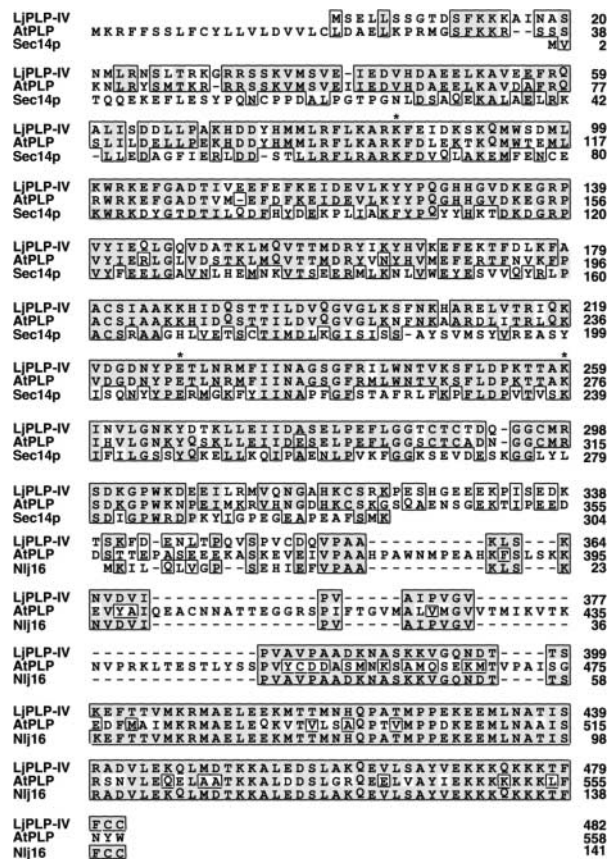 LjPLP-IV MSELLSSGTDSFKKKAINAS 20
AtPLP MKRFFSSLFCYLLVLDVVLCLDAELKPRMGSFKKR--SSS 38
Sec14p MV 2
LjPLP-IV NMLRNSLTRKGRRSSKVMSVE-IEDVHDAEELKAVEEFRQ 59
AtPLP KNLRYSMTKRSRRSSKVMSVE-IEDVHDAEELKAVDAFRQ 77
Sec14p TQQEKEFLESYPQNCPPDALPGTPGNLDSAQEKALAELRK 42
*
LjPLP-IV ALISDDLLPAKHDDYHMMLRFLKARKFEIDKSKQMWSDML 99
AtPLP SLILDELLPEKHDDYHMMLRFLKARKFDLEKTKQMWTEML 117
Sec14p -LLEDAGFIERLDD-STLLRFLRARKFDVQLAKEMFENCE 80
LjPLP-IV KWRKEFGADTIVEEFEFKEIDEVLKYYPQGHHGVDKEGRP 139
AtPLP RWRKEFGADTVM-EFDFKEIDEVLKYYPQGHHGVDKEGRP 156
Sec14p KWRKDYGTDTILQDFHYDEKPLIAKFYPQYYHKTDKDGRP 120
LjPLP-IV VYIEQLGQVDATKLMQVTTMDRYIKYHVKEFEKTFDLKFA 179
AtPLP VYIERLGLVDSTKLMQVTTMDRYVNYHVMEFERTFNVKFP 196
Sec14p VYFEELGAVNLHEMNKVTSEERMLKNLVWEYESVVQYRLP 160
LjPLP-IV ACSIAAKKHIDQSTTILDVQGVGLKSFNKHARELVTRIQK 219
AtPLP ACSIAAKKHIDQSTTILDVQGVGLKNFNKAARDLITRLQK 236
Sec14p ACSRAAGHLVETSCTIMDLKGISISS-AYSVMSYVREASY 199
* *
LjPLP-IV VDGDNYPETLNRMFIINAGSGFRILWNTVKSFLDPKTTAK 259
AtPLP VDGDNYPETLNRMFIINAGSGFRMLWNTVKSFLDPKTTAK 276
Sec14p ISQNYYPERMGKFYIINAPFGFSTAFRLFKPFLDPVTVSK 239
LjPLP-IV INVLGNKYDTKLLEIIDASELPEFLGGTCTCTDQ-GGCMR 298
AtPLP IHVLGNKYQSKLLEIIDESELPEFLGGSCTCADN-GGCMR 315
Sec14p IFILGSSYQKELLKQIPAENLPVKFGGKSEVDESKGGLYL 279
LjPLP-IV SDKGPWKDEEILRMVQNGAHKCSRKPESHGEEEKPISEDK 338
AtPLP SDKGPWKNPEIMKRVHNGDHKCSKGSQAENSGEKTIPEED 355
Sec14p SDIGPWRDPKYIGPEGEAPEAFSMK 304
LjPLP-IV TSKFD-ENLTPQVSPVCDQVPAA----------KLS--K 364
AtPLP DSTTEPASEEEKASKEVEIVPAAHPAWNMPEAHKFSLSKK 395
Nlj16 MKIL-QLVGP-SEHIEFVPAA----------KLS--K 23
LjPLP-IV NVDVI--------------PV-----AIPVGV-------- 377
AtPLP EVYAIQEACNNATTEGGRSPIFTGVMALVMGVVTMIKVTK 435
Nlj16 NVDVI--------------PV-----AIPVGV-------- 36
LjPLP-IV --------------PVAVPAADKNASKKVGQNDT----TS 399
AtPLP NVPRKLTESTLYSSPVYCDDASMNKSAMQSEKMTVPAISG 475
Nlj16 --------------PVAVPAADKNASKKVGQNDT----TS 58
LjPLP-IV KEFTTVMKRMAELEEKMTTMNHQPATMPPEKEEMLNATIS 439
AtPLP EDFMAIMKRMAELEQKVTVLSAQPTVMPPDKEEMLNAAIS 515
Nlj16 KEFTTVMKRMAELEEKMTTMNHQPATMPPEKEEMLNATIS 98
LjPLP-IV RADVLEKQLMDTKKALEDSLAKQEVLSAYVEKKKQKKKTF 479
AtPLP RSNVLEQELAATKKALDDSLGRQEELVAYIEKKKKKKKLF 555
Nlj16 RADVLEKQLMDTKKALEDSLAKQEVLSAYVEKKKQKKKTF 138
LjPLP-IV FCC 482
AtPLP NYW 558
Nlj16 FCC 141